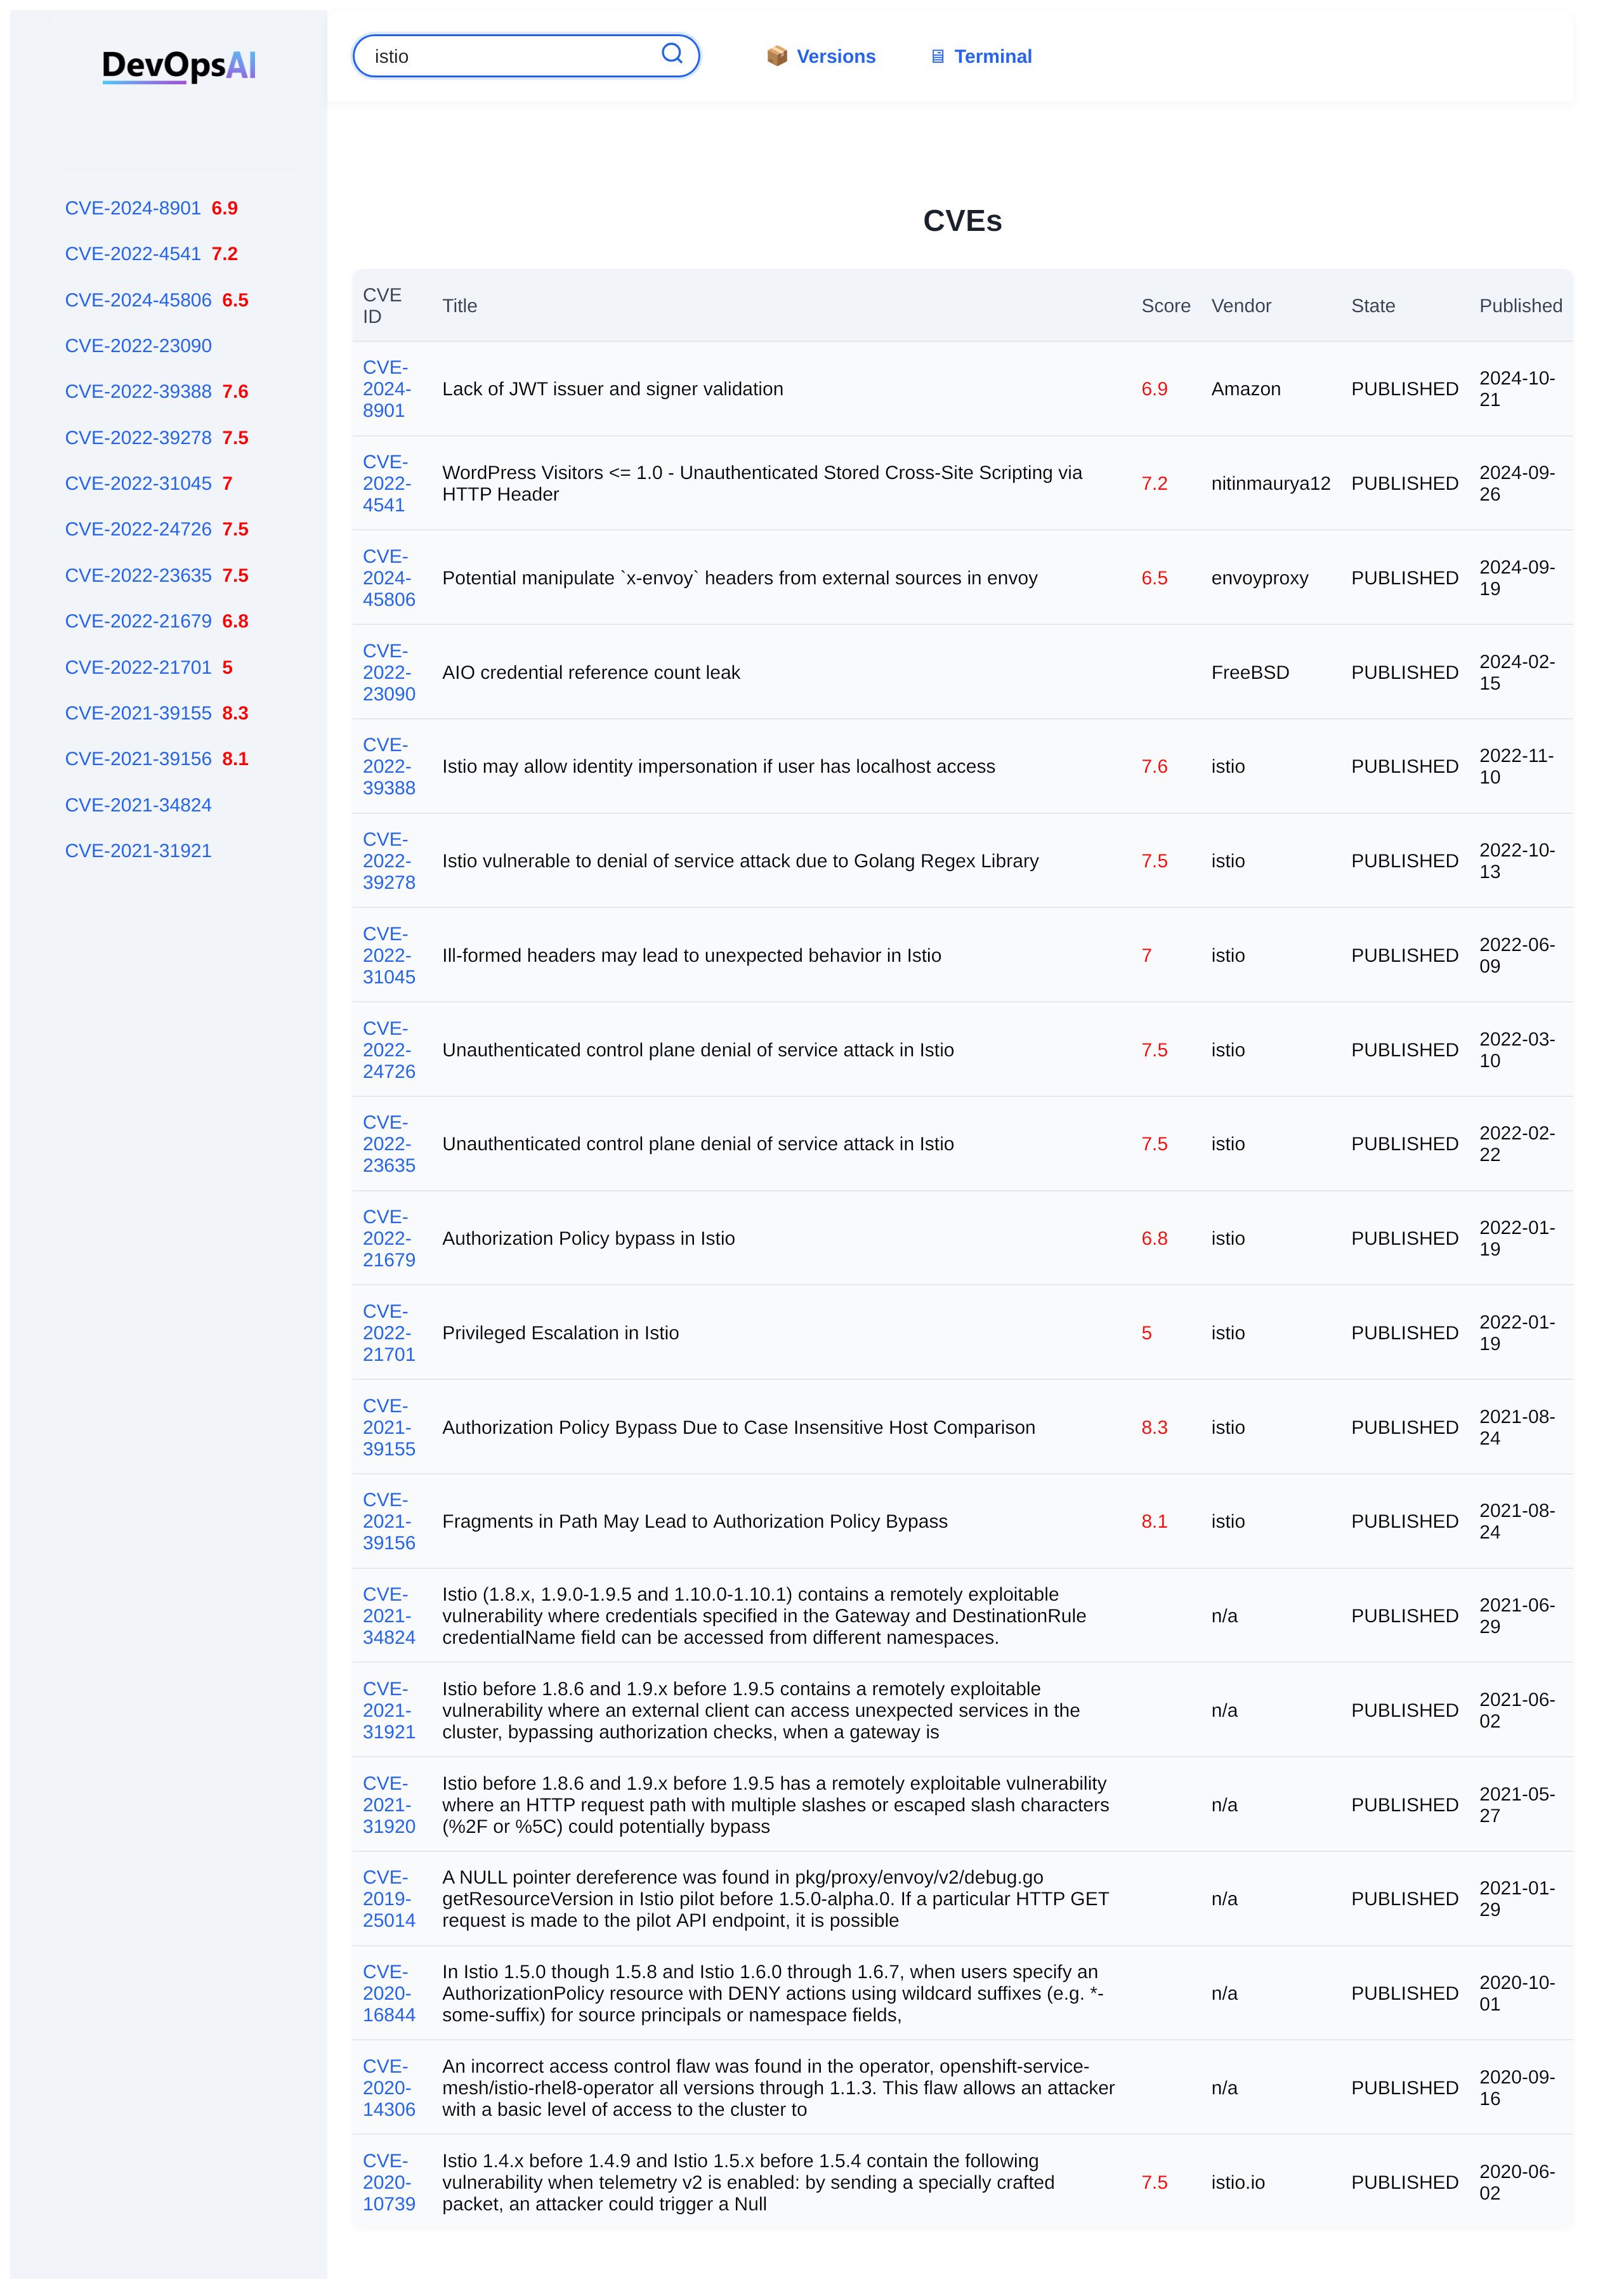 DevOpsAI
istio
📦 Versions
🖥 Terminal
CVE-2024-8901 6.9
CVE-2022-4541 7.2
CVE-2024-45806 6.5
CVE-2022-23090
CVE-2022-39388 7.6
CVE-2022-39278 7.5
CVE-2022-31045 7
CVE-2022-24726 7.5
CVE-2022-23635 7.5
CVE-2022-21679 6.8
CVE-2022-21701 5
CVE-2021-39155 8.3
CVE-2021-39156 8.1
CVE-2021-34824
CVE-2021-31921
CVEs
CVE
ID
Title
Score
Vendor
State
Published
CVE-
2024-
8901
Lack of JWT issuer and signer validation
6.9
Amazon
PUBLISHED
2024-10-
21
CVE-
2022-
4541
WordPress Visitors <= 1.0 - Unauthenticated Stored Cross-Site Scripting via
HTTP Header
7.2
nitinmaurya12
PUBLISHED
2024-09-
26
CVE-
2024-
45806
Potential manipulate `x-envoy` headers from external sources in envoy
6.5
envoyproxy
PUBLISHED
2024-09-
19
CVE-
2022-
23090
AIO credential reference count leak
FreeBSD
PUBLISHED
2024-02-
15
CVE-
2022-
39388
Istio may allow identity impersonation if user has localhost access
7.6
istio
PUBLISHED
2022-11-
10
CVE-
2022-
39278
Istio vulnerable to denial of service attack due to Golang Regex Library
7.5
istio
PUBLISHED
2022-10-
13
CVE-
2022-
31045
Ill-formed headers may lead to unexpected behavior in Istio
7
istio
PUBLISHED
2022-06-
09
CVE-
2022-
24726
Unauthenticated control plane denial of service attack in Istio
7.5
istio
PUBLISHED
2022-03-
10
CVE-
2022-
23635
Unauthenticated control plane denial of service attack in Istio
7.5
istio
PUBLISHED
2022-02-
22
CVE-
2022-
21679
Authorization Policy bypass in Istio
6.8
istio
PUBLISHED
2022-01-
19
CVE-
2022-
21701
Privileged Escalation in Istio
5
istio
PUBLISHED
2022-01-
19
CVE-
2021-
39155
Authorization Policy Bypass Due to Case Insensitive Host Comparison
8.3
istio
PUBLISHED
2021-08-
24
CVE-
2021-
39156
Fragments in Path May Lead to Authorization Policy Bypass
8.1
istio
PUBLISHED
2021-08-
24
CVE-
2021-
34824
Istio (1.8.x, 1.9.0-1.9.5 and 1.10.0-1.10.1) contains a remotely exploitable
vulnerability where credentials specified in the Gateway and DestinationRule
credentialName field can be accessed from different namespaces.
n/a
PUBLISHED
2021-06-
29
CVE-
2021-
31921
Istio before 1.8.6 and 1.9.x before 1.9.5 contains a remotely exploitable
vulnerability where an external client can access unexpected services in the
cluster, bypassing authorization checks, when a gateway is
n/a
PUBLISHED
2021-06-
02
CVE-
2021-
31920
Istio before 1.8.6 and 1.9.x before 1.9.5 has a remotely exploitable vulnerability
where an HTTP request path with multiple slashes or escaped slash characters
(%2F or %5C) could potentially bypass
n/a
PUBLISHED
2021-05-
27
CVE-
2019-
25014
A NULL pointer dereference was found in pkg/proxy/envoy/v2/debug.go
getResourceVersion in Istio pilot before 1.5.0-alpha.0. If a particular HTTP GET
request is made to the pilot API endpoint, it is possible
n/a
PUBLISHED
2021-01-
29
CVE-
2020-
16844
In Istio 1.5.0 though 1.5.8 and Istio 1.6.0 through 1.6.7, when users specify an
AuthorizationPolicy resource with DENY actions using wildcard suffixes (e.g. *-
some-suffix) for source principals or namespace fields,
n/a
PUBLISHED
2020-10-
01
CVE-
2020-
14306
An incorrect access control flaw was found in the operator, openshift-service-
mesh/istio-rhel8-operator all versions through 1.1.3. This flaw allows an attacker
with a basic level of access to the cluster to
n/a
PUBLISHED
2020-09-
16
CVE-
2020-
10739
Istio 1.4.x before 1.4.9 and Istio 1.5.x before 1.5.4 contain the following
vulnerability when telemetry v2 is enabled: by sending a specially crafted
packet, an attacker could trigger a Null
7.5
istio.io
PUBLISHED
2020-06-
02